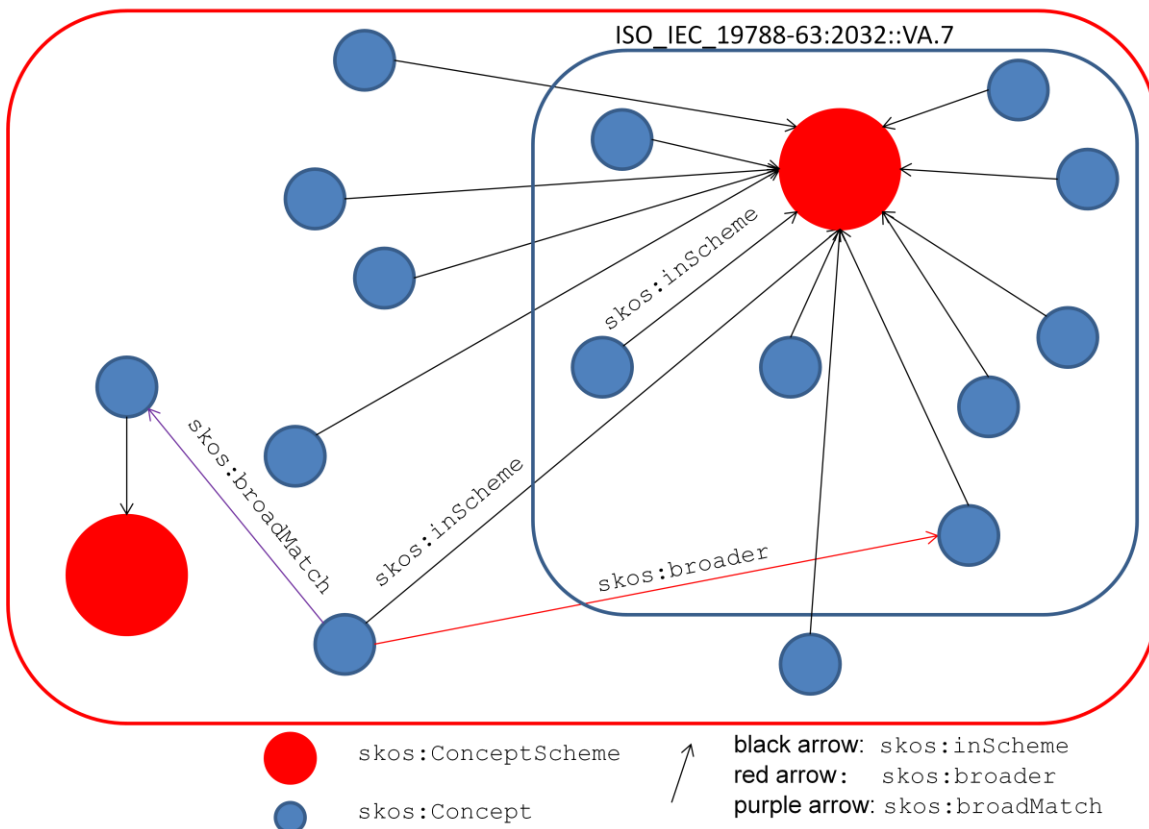 ISO_IEC_19788-63:2032::VA.7
skos:inScheme
skos:broadMatch
skos:inScheme
skos:broader
skos:ConceptScheme
skos:Concept
black arrow: skos:inScheme
red arrow: skos:broader
purple arrow: skos:broadMatch